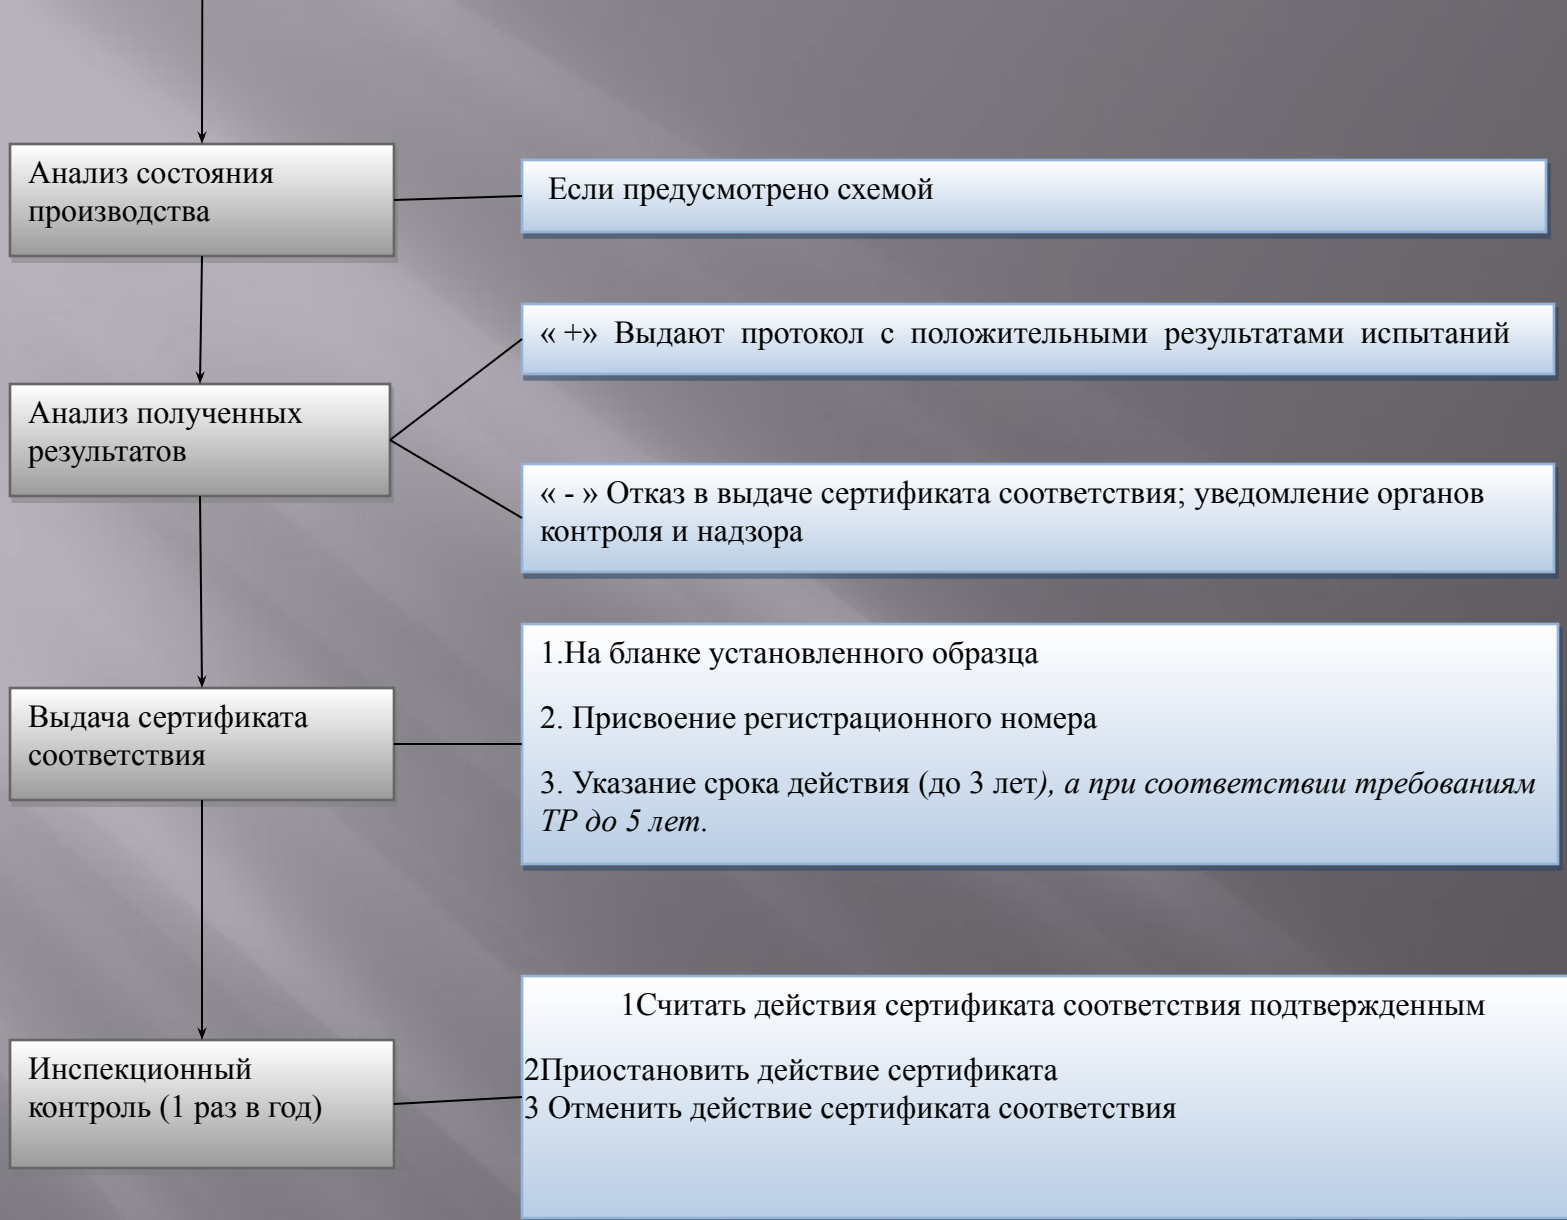 Анализ состояния
производства
Если предусмотрено схемой
« +» Выдают протокол с положительными результатами испытаний
Анализ полученных
результатов
« - » Отказ в выдаче сертификата соответствия; уведомление органов
контроля и надзора
1.На бланке установленного образца
2. Присвоение регистрационного номера
3. Указание срока действия (до 3 лет), а при соответствии требованиям
ТР до 5 лет.
Выдача сертификата
соответствия
1Считать действия сертификата соответствия подтвержденным
2Приостановить действие сертификата
3 Отменить действие сертификата соответствия
Инспекционный
контроль (1 раз в год)